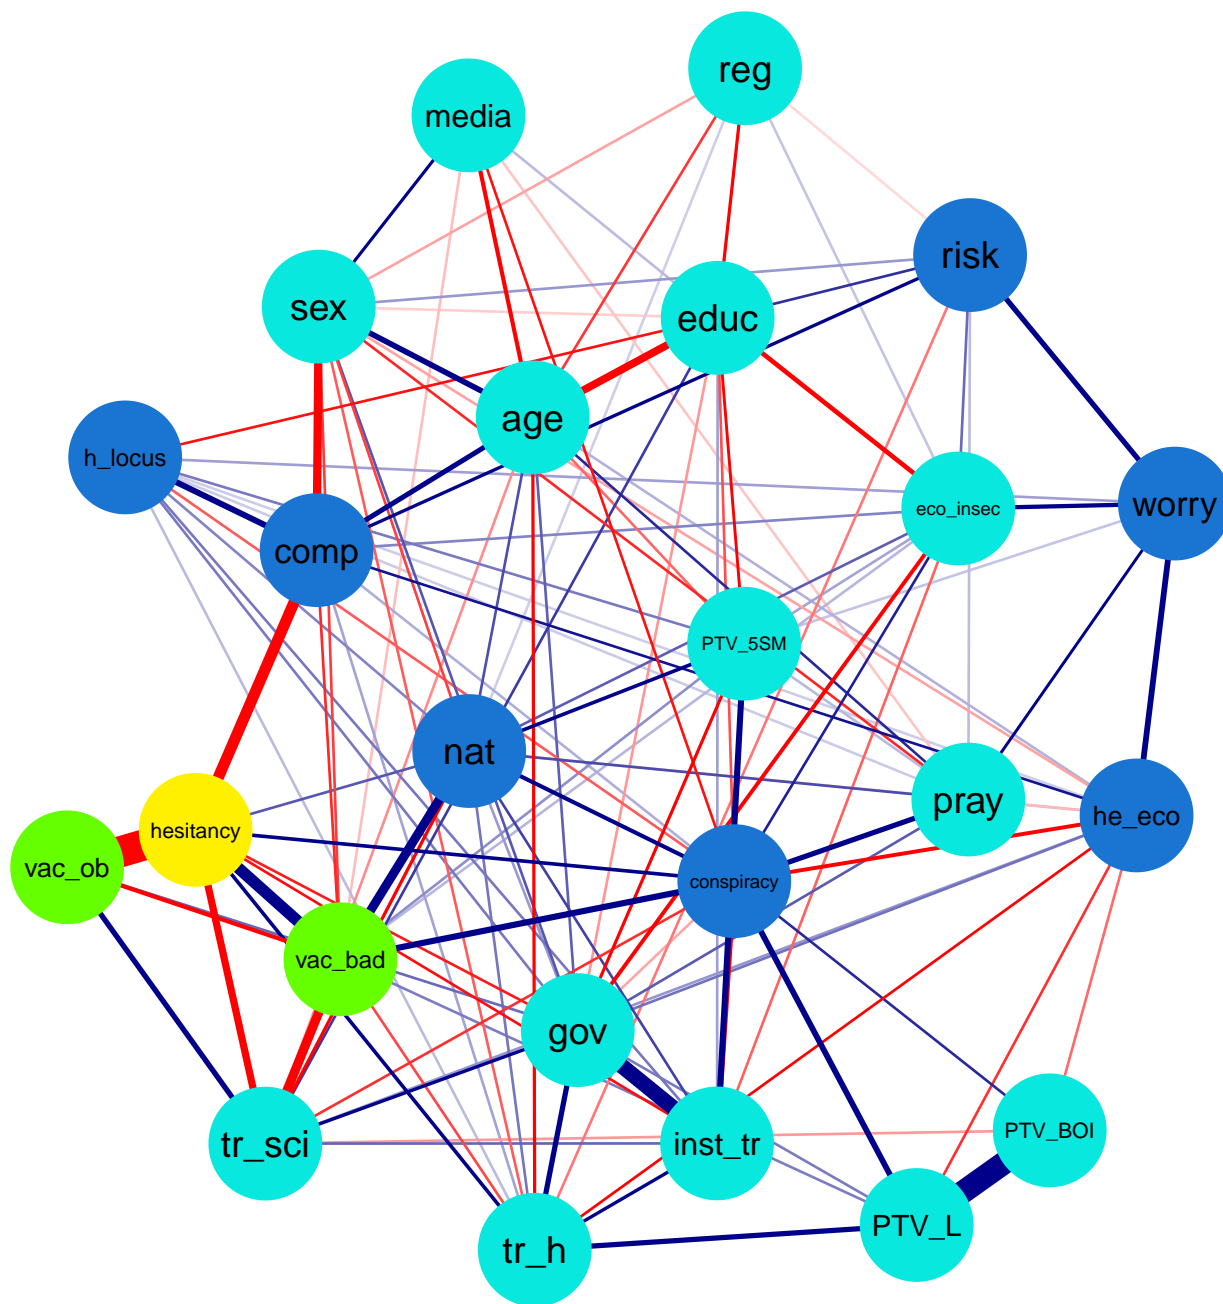 reg
media
risk
sex
educ
age
h_locus
eco_insec
worry
comp
PTV_5SM
nat
pray
he_eco
hesitancy
vac_ob
conspiracy
vac_bad
gov
PTV_BOI
tr_sci
inst_tr
PTV_L
tr_h